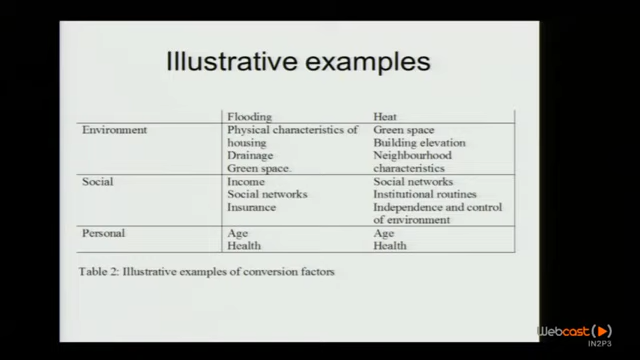 Illustrative examples
Flooding Heat
Environment Physical characteristics of Green space
housing Building elevation
Drainage Neighbourhood
Green space. characteristics
Social Income Social networks
Social networks Institutional routines
Insurance Independence and control
of environment
Personal Age Age
Health Health
Table 2: Illustrative examples of conversion factors
Webcast
IN2P3